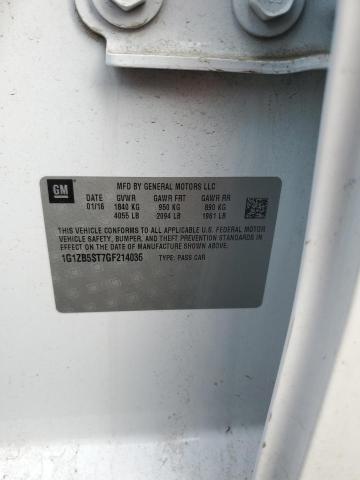 GM
MFD BY GENERAL MOTORS LLC
DATE GVWR GAWR FRT GAWR RR
01/16 1840 KG 950 KG 890 KG
4055 LB 2094 LB 1961 LB
THIS VEHICLE CONFORMS TO ALL APPLICABLE U.S. FEDERAL MOTOR
VEHICLE SAFETY, BUMPER, AND THEFT PREVENTION STANDARDS
IN EFFECT ON THE DATE OF MANUFACTURE SHOWN ABOVE.
1G1ZB5ST7GF214036 TYPE: PASS CAR